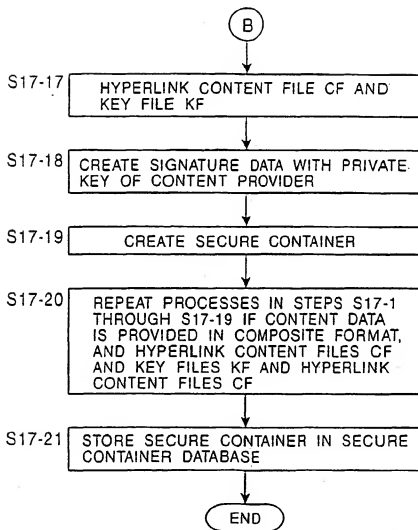 B
S17-17
HYPERLINK CONTENT FILE CF AND
KEY FILE KF
S17-18
CREATE SIGNATURE DATA WITH PRIVATE
KEY OF CONTENT PROVIDER
S17-19
CREATE SECURE CONTAINER
S17-20
REPEAT PROCESSES IN STEPS S17-1
THROUGH S17-19 IF CONTENT DATA
IS PROVIDED IN COMPOSITE FORMAT,
AND HYPERLINK CONTENT FILES CF
AND KEY FILES KF AND HYPERLINK
CONTENT FILES CF
S17-21
STORE SECURE CONTAINER IN SECURE
CONTAINER DATABASE
END